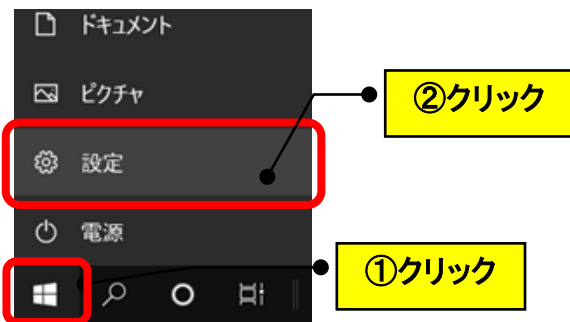 ドキュメント
ピクチャ
②クリック
設定
電源
①クリック